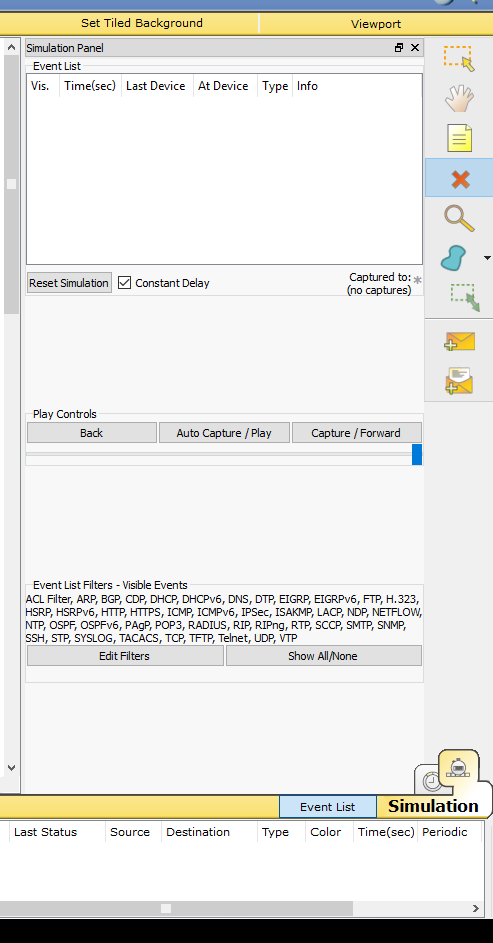 Set Tiled Background Viewport
Simulation Panel
Event List
Vis. Time(sec) Last Device At Device Type Info
Reset Simulation Constant Delay Captured to:
(no captures)
Play Controls
Back Auto Capture / Play Capture / Forward
Event List Filters - Visible Events
ACL Filter, ARP, BGP, CDP, DHCP, DHCPv6, DNS, DTP, EIGRP, EIGRPv6, FTP, H.323,
HSRP, HSRPv6, HTTP, HTTPS, ICMP, ICMPv6, IPSec, ISAKMP, LACP, NDP, NETFLOW,
NTP, OSPF, OSPFv6, PAgP, POP3, RADIUS, RIP, RIPng, RTP, SCCP, SMTP, SNMP,
SSH, STP, SYSLOG, TACACS, TCP, TFTP, Telnet, UDP, VTP
Edit Filters Show All/None
Event List Simulation
Last Status Source Destination Type Color Time(sec) Periodic